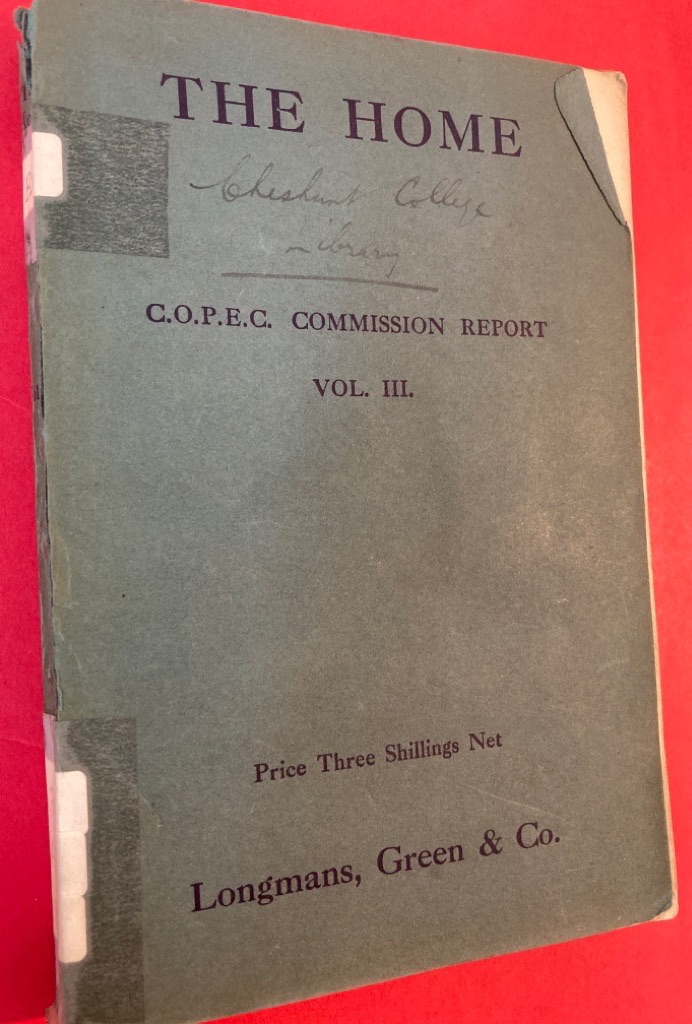 THE HOME
Cheshunt College
Library
C.O.P.E.C. COMMISSION REPORT
VOL. III.
Price Three Shillings Net
Longmans, Green & Co.